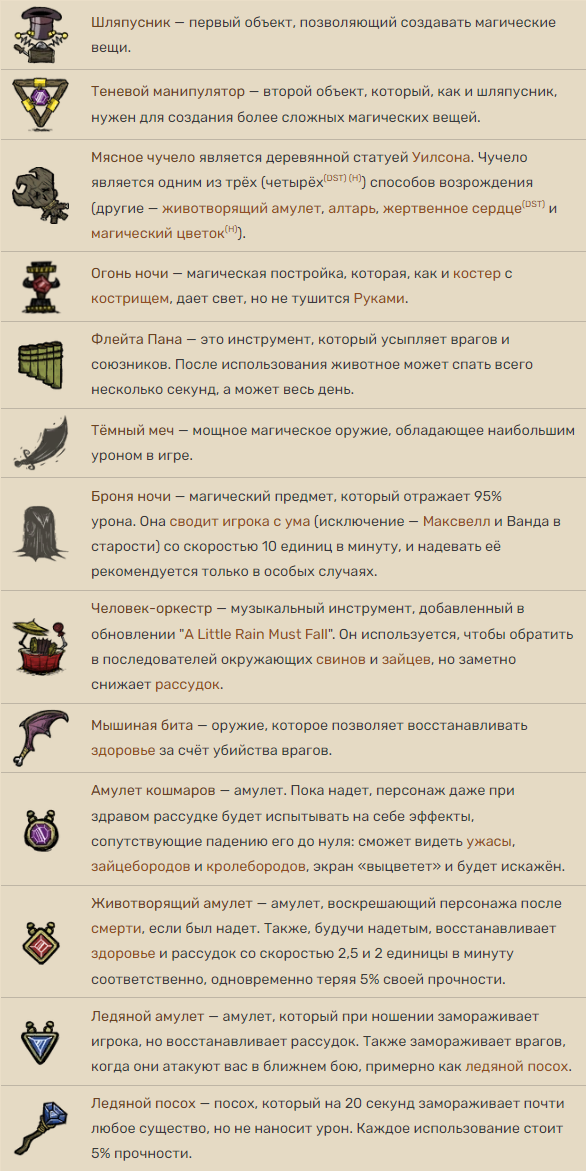 Шляпусник — первый объект, позволяющий создавать магические
вещи.
Теневой манипулятор — второй объект, который, как и шляпусник,
нужен для создания более сложных магических вещей.
Мясное чучело является деревянной статуей Уилсона. Чучело
является одним из трёх (четырёх(DST) (H)) способов возрождения
(другие — животворящий амулет, алтарь, жертвенное сердце(DST) и
магический цветок(H)).
Огонь ночи — магическая постройка, которая, как и костер с
кострищем, дает свет, но не тушится Руками.
Флейта Пана — это инструмент, который усыпляет врагов и
союзников. После использования животное может спать всего
несколько секунд, а может весь день.
Тёмный меч — мощное магическое оружие, обладающее наибольшим
уроном в игре.
Броня ночи — магический предмет, который отражает 95%
урона. Она сводит игрока с ума (исключение — Максвелл и Ванда в
старости) со скоростью 10 единиц в минуту, и надевать её
рекомендуется только в особых случаях.
Человек-оркестр — музыкальный инструмент, добавленный в
обновлении "A Little Rain Must Fall". Он используется, чтобы обратить
в последователей окружающих свинов и зайцев, но заметно
снижает рассудок.
Мышиная бита — оружие, которое позволяет восстанавливать
здоровье за счёт убийства врагов.
Амулет кошмаров — амулет. Пока надет, персонаж даже при
здравом рассудке будет испытывать на себе эффекты,
сопутствующие падению его до нуля: сможет видеть ужасы,
зайцебородов и кролебородов, экран «выцветет» и будет искажён.
Животворящий амулет — амулет, воскрешающий персонажа после
смерти, если был надет. Также, будучи надетым, восстанавливает
здоровье и рассудок со скоростью 2,5 и 2 единицы в минуту
соответственно, одновременно теряя 5% своей прочности.
Ледяной амулет — амулет, который при ношении замораживает
игрока, но восстанавливает рассудок. Также замораживает врагов,
когда они атакуют вас в ближнем бою, примерно как ледяной посох.
Ледяной посох — посох, который на 20 секунд замораживает почти
любое существо, но не наносит урон. Каждое использование стоит
5% прочности.